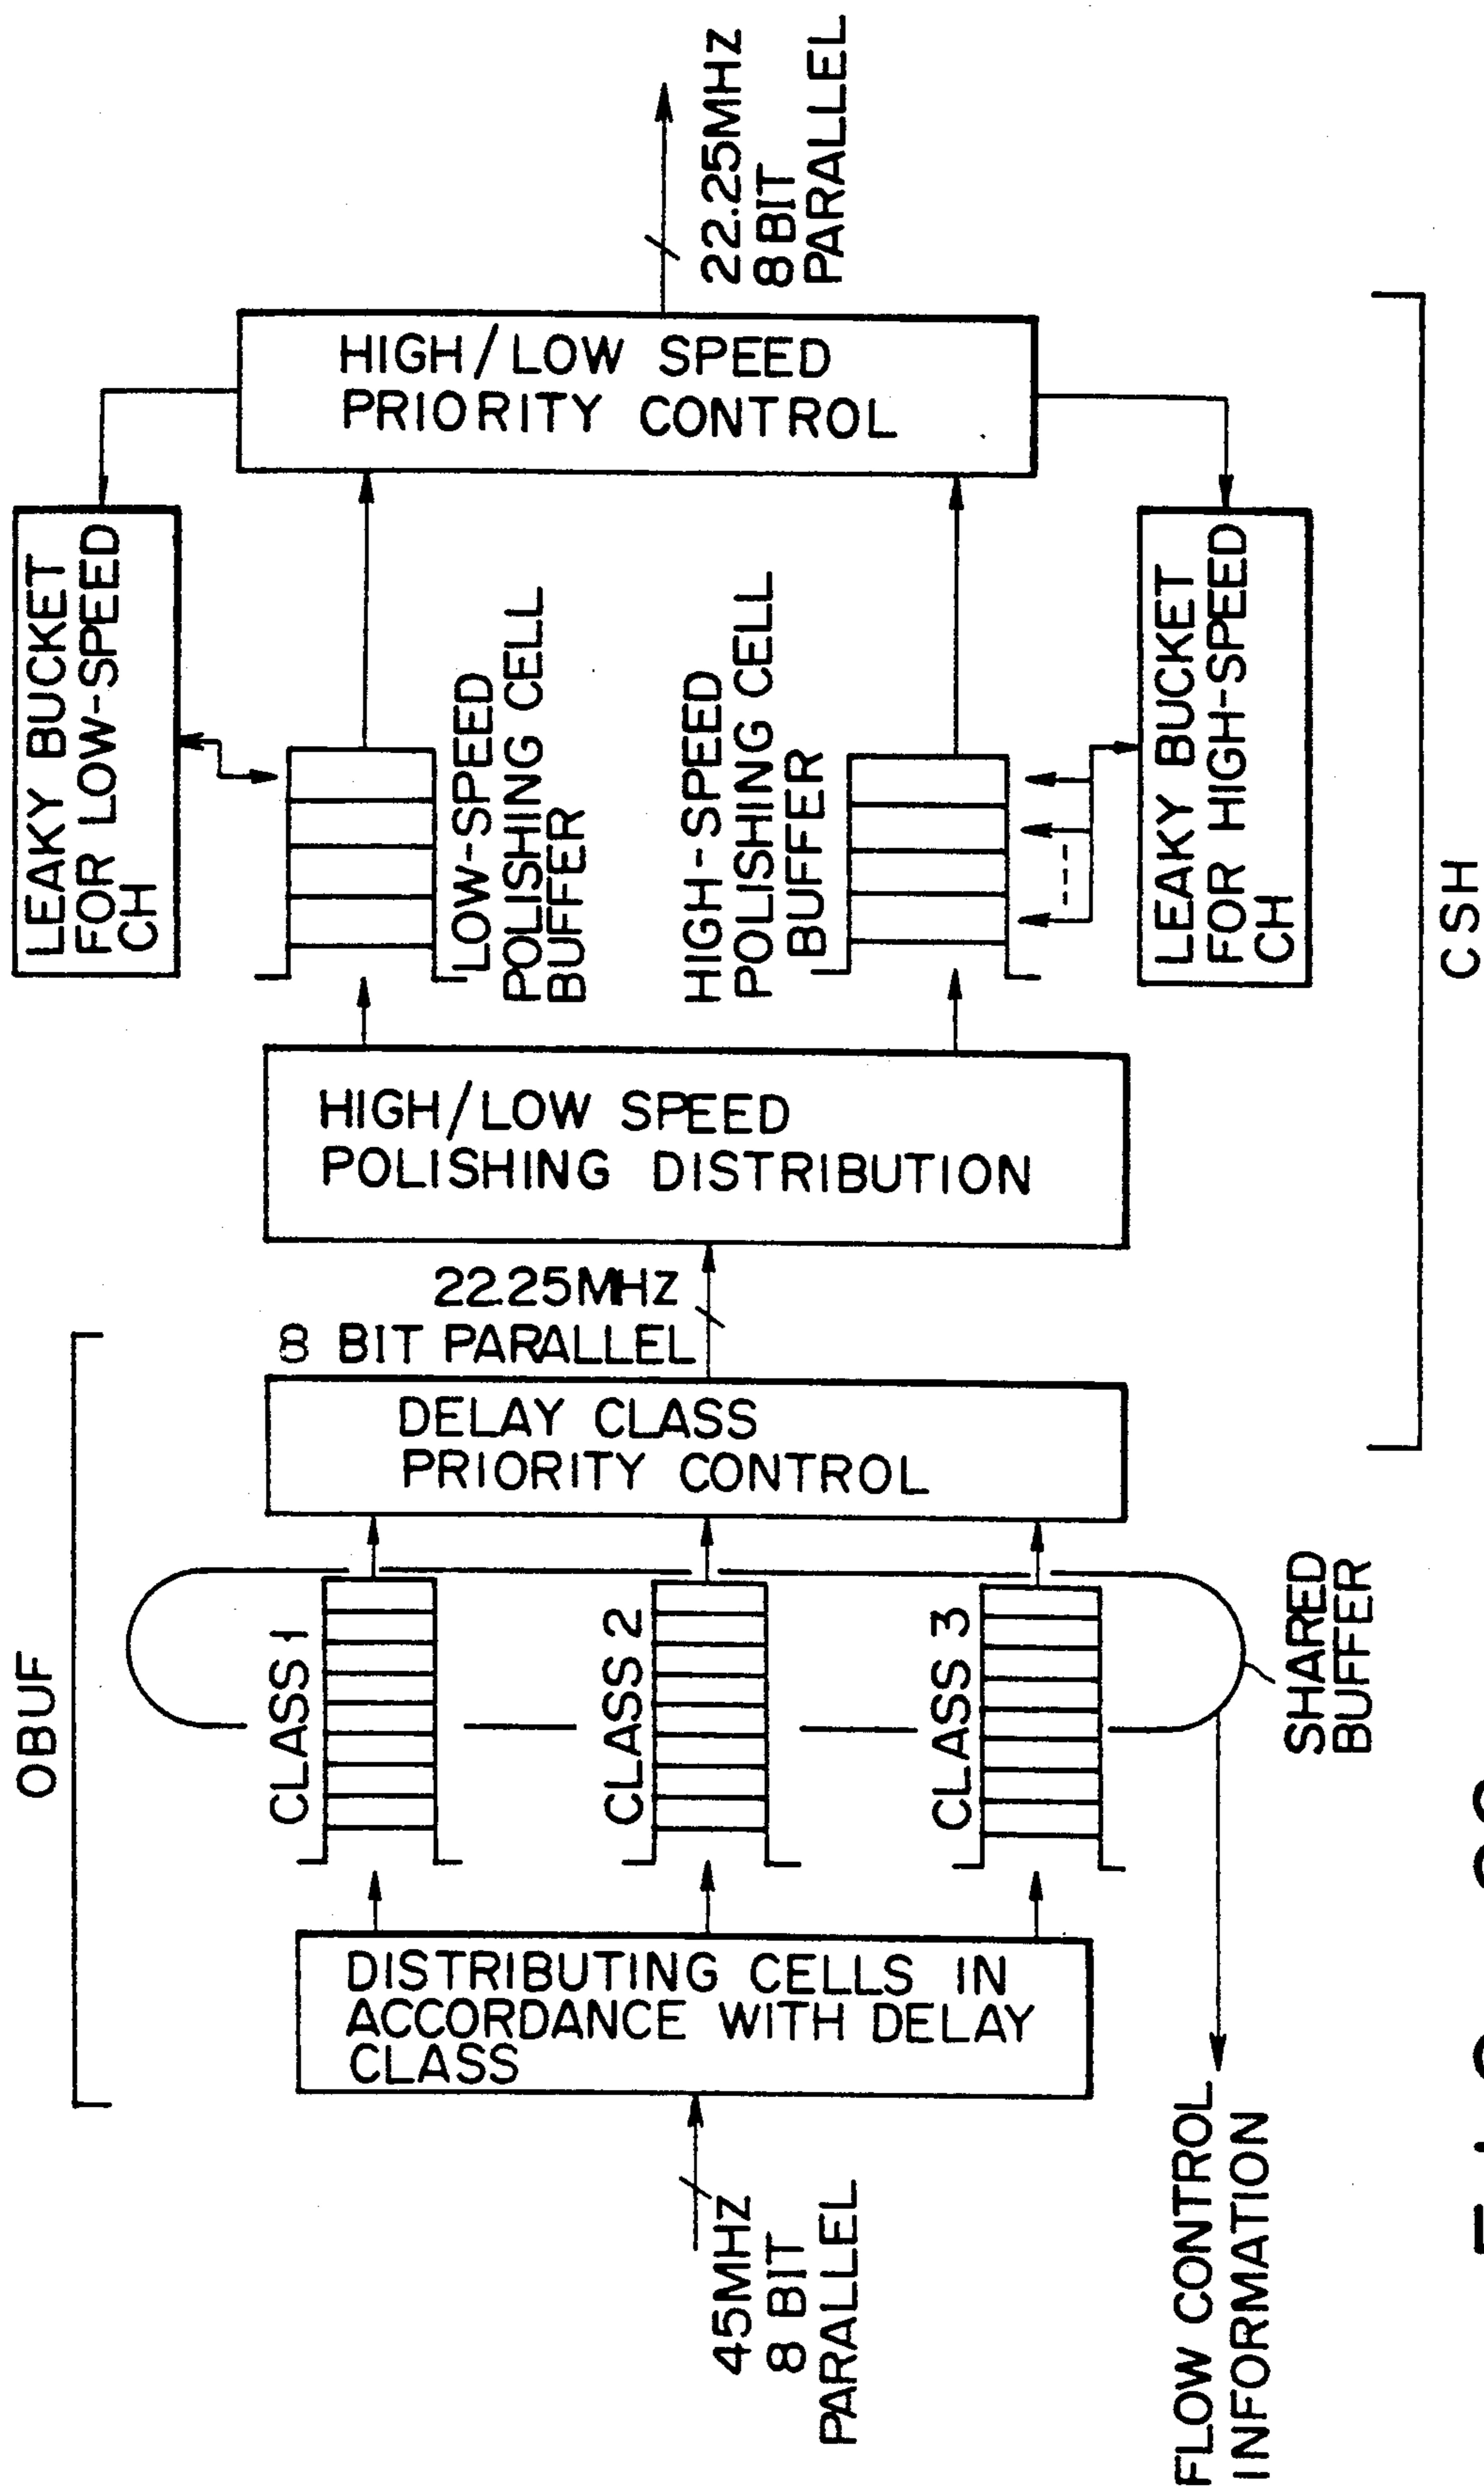 OBUF
45MHZ
8 BIT
PARALLEL
DISTRIBUTING CELLS IN
ACCORDANCE WITH DELAY
CLASS
CLASS 1
CLASS 2
CLASS 3
SHARED
BUFFER
FLOW CONTROL
INFORMATION
DELAY CLASS
PRIORITY CONTROL
22.25MHZ
8 BIT PARALLEL
HIGH/LOW SPEED
POLISHING DISTRIBUTION
LEAKY BUCKET
FOR LOW-SPEED
CH
LOW-SPEED
POLISHING CELL
BUFFER
HIGH-SPEED
POLISHING CELL
BUFFER
LEAKY BUCKET
FOR HIGH-SPEED
CH
HIGH/LOW SPEED
PRIORITY CONTROL
22.25MHZ
8 BIT
PARALLEL
CSH